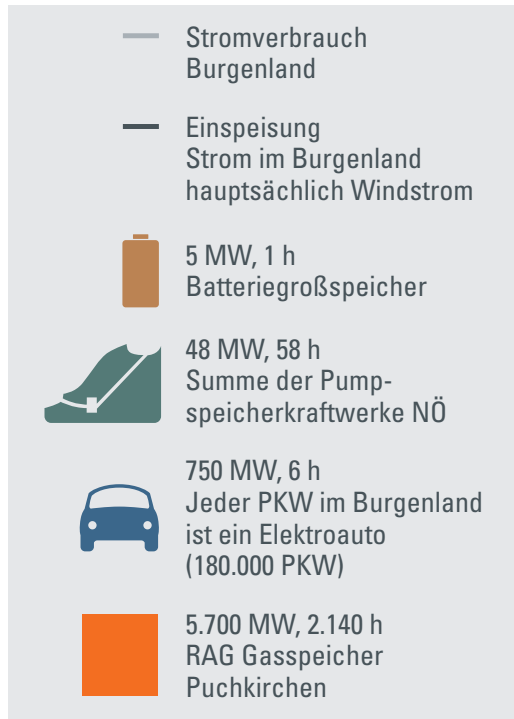 Stromverbrauch
Burgenland
Einspeisung
Strom im Burgenland
hauptsächlich Windstrom
5 MW, 1 h
Batteriegroßspeicher
48 MW, 58 h
Summe der Pump-
speicherkraftwerke NÖ
750 MW, 6 h
Jeder PKW im Burgenland
ist ein Elektroauto
(180.000 PKW)
5.700 MW, 2.140 h
RAG Gasspeicher
Puchkirchen